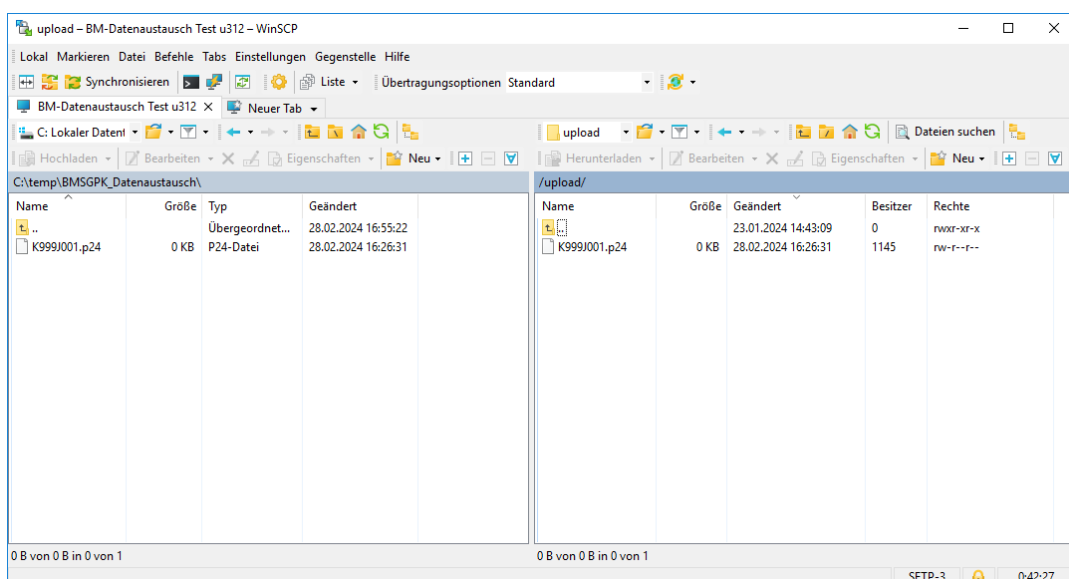 upload – BM-Datenaustausch Test u312 – WinSCP
Lokal Markieren Datei Befehle Tabs Einstellungen Gegenstelle Hilfe
Synchronisieren Liste Übertragungsoptionen Standard
BM-Datenaustausch Test u312 Neuer Tab
C: Lokaler Datent upload Dateien suchen
Hochladen Bearbeiten Eigenschaften Neu Herunterladen Bearbeiten Eigenschaften Neu
C:\temp\BMSGPK_Datenaustausch\ /upload/
Name Größe Typ Geändert Name Größe Geändert Besitzer Rechte
.. Übergeordnet... 28.02.2024 16:55:22 .. 23.01.2024 14:43:09 0 rwxr-xr-x
K999J001.p24 0 KB P24-Datei 28.02.2024 16:26:31 K999J001.p24 0 KB 28.02.2024 16:26:31 1145 rw-r--r--
0 B von 0 B in 0 von 1 0 B von 0 B in 0 von 1
SFTP-3 0:42:27